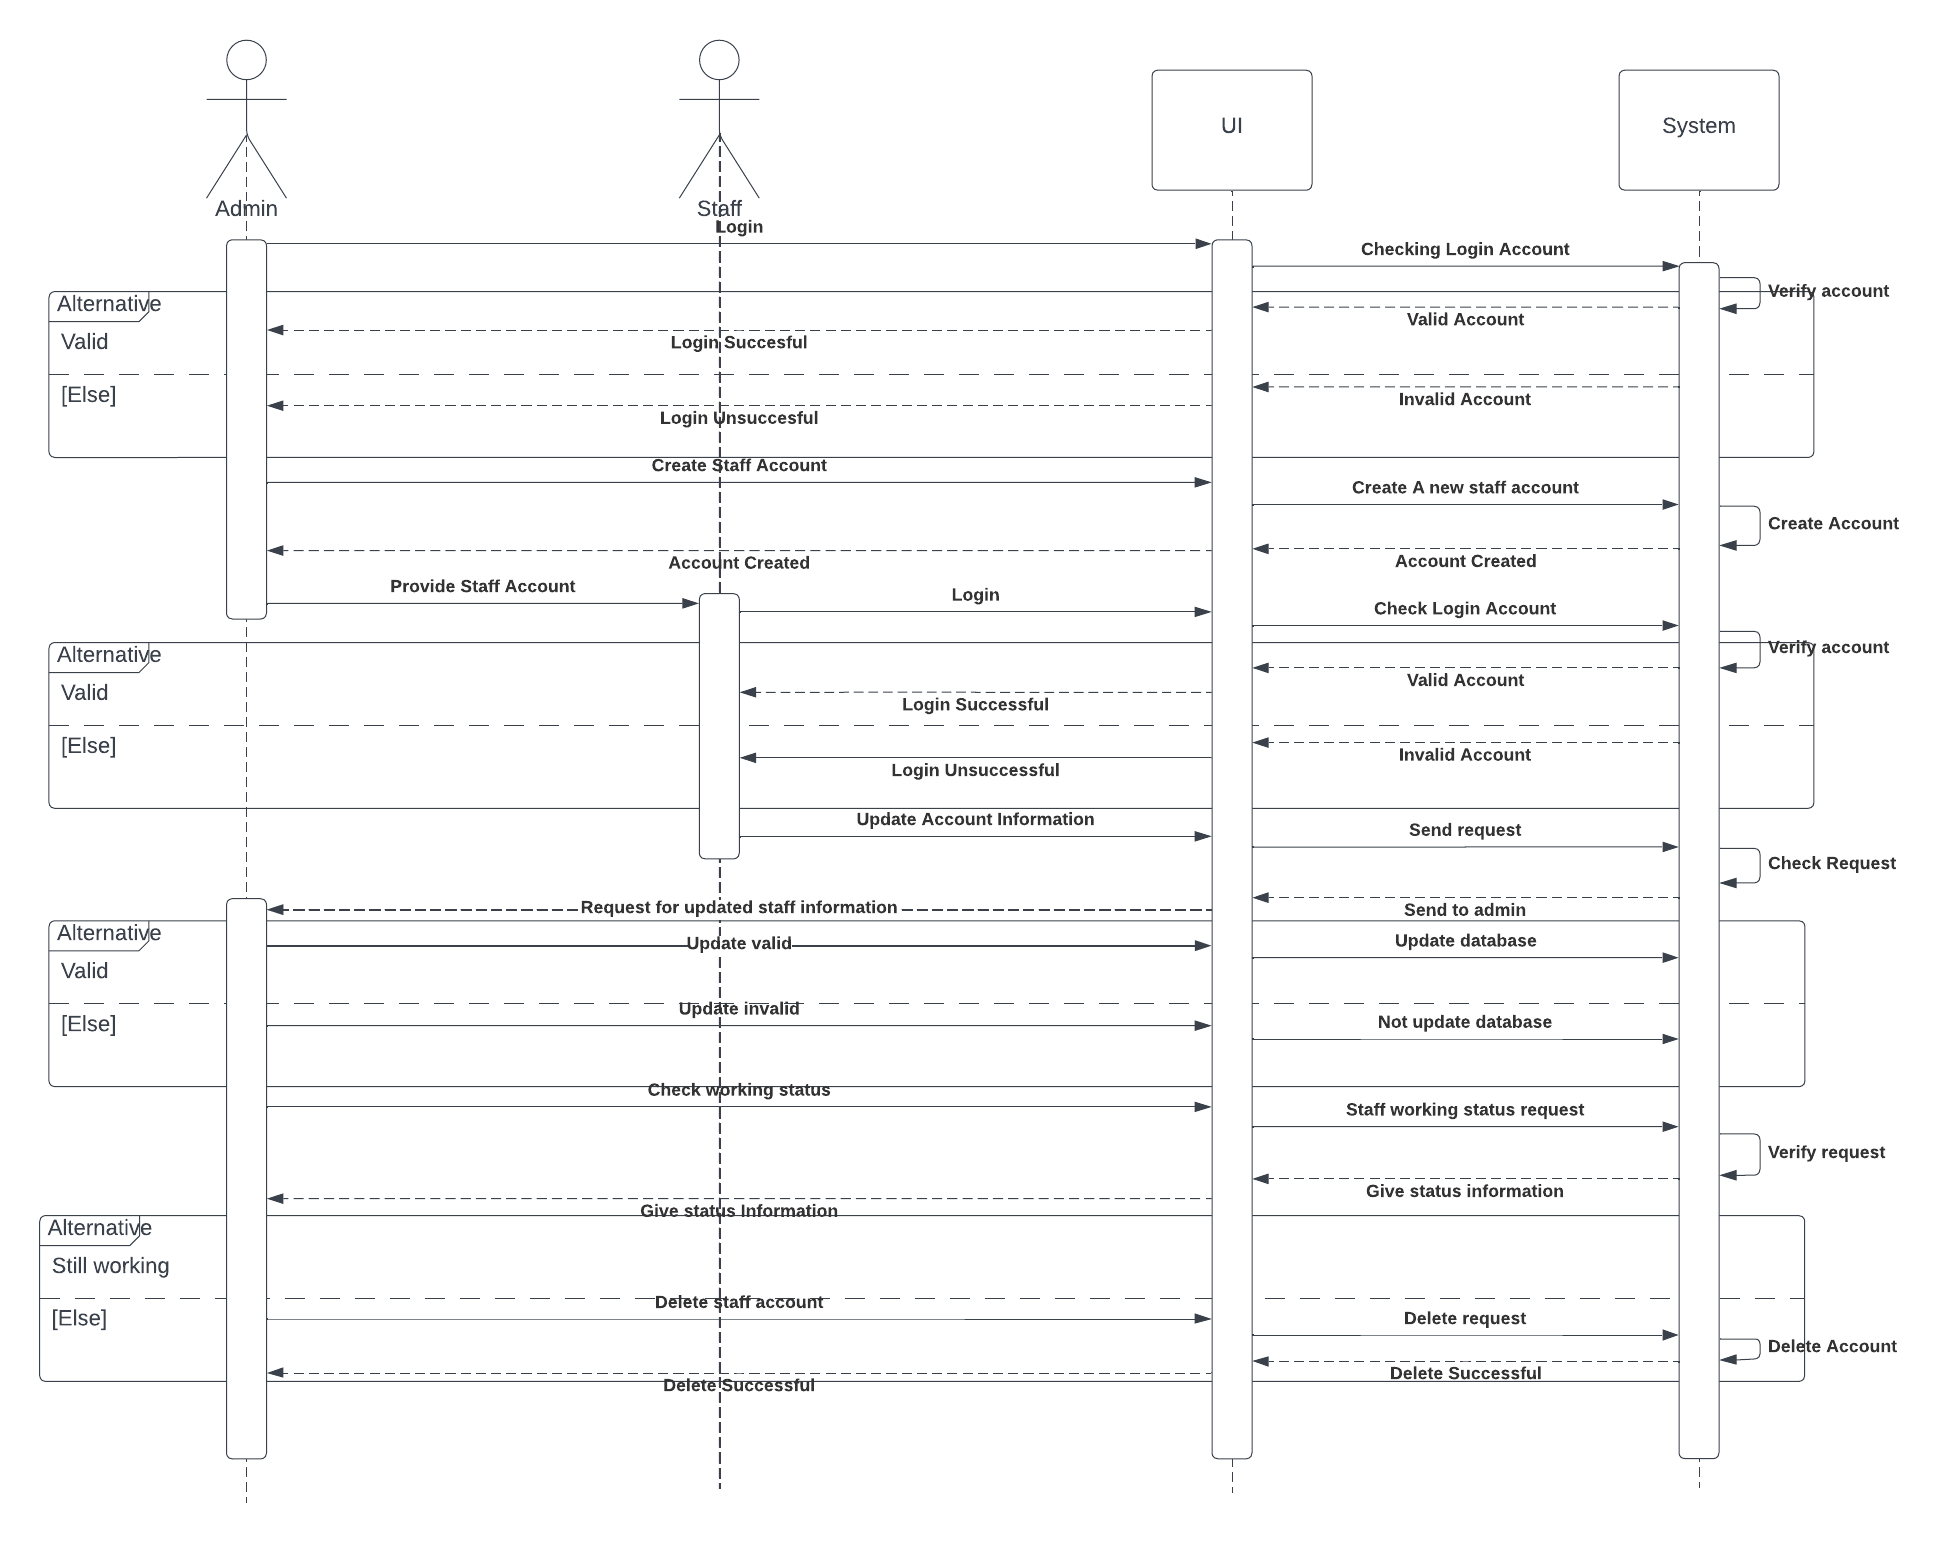 Admin
Staff
UI
System
Login
Checking Login Account
Verify account
Alternative
Valid Account
Valid
Login Succesful
[Else]
Invalid Account
Login Unsuccesful
Create Staff Account
Create A new staff account
Create Account
Account Created
Account Created
Provide Staff Account
Login
Check Login Account
Verify account
Alternative
Valid Account
Valid
Login Successful
[Else]
Invalid Account
Login Unsuccessful
Update Account Information
Send request
Check Request
Request for updated staff information
Send to admin
Alternative
Update valid
Update database
Valid
Update invalid
[Else]
Not update database
Check working status
Staff working status request
Verify request
Give status information
Give status Information
Alternative
Still working
Delete staff account
[Else]
Delete request
Delete Account
Delete Successful
Delete Successful